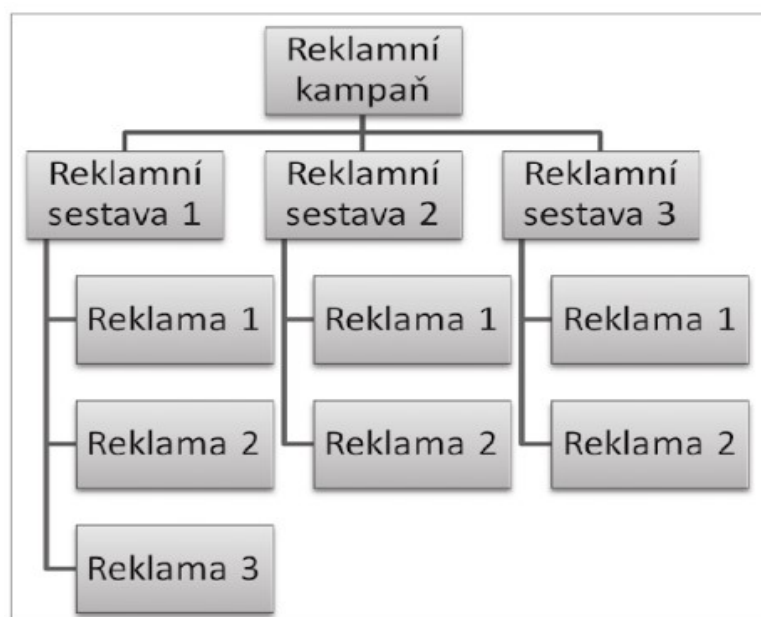 Reklamní
kampaň
Reklamní
sestava 1
Reklama 1
Reklama 2
Reklama 3
Reklamní
sestava 2
Reklama 1
Reklama 2
Reklamní
sestava 3
Reklama 1
Reklama 2